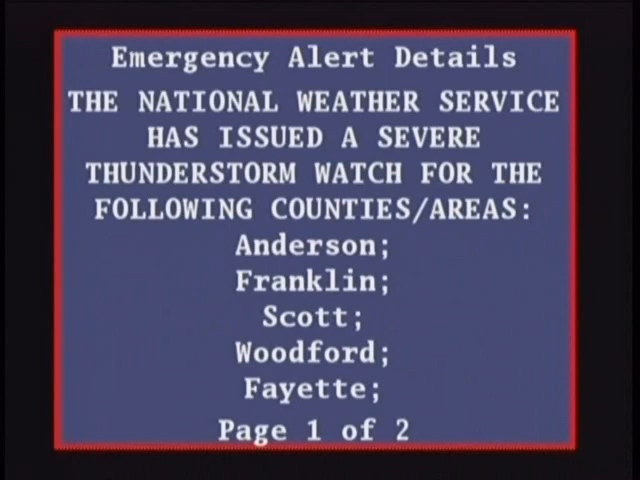 Emergency Alert Details
THE NATIONAL WEATHER SERVICE
HAS ISSUED A SEVERE
THUNDERSTORM WATCH FOR THE
FOLLOWING COUNTIES/AREAS:
Anderson;
Franklin;
Scott;
Woodford;
Fayette;
Page 1 of 2